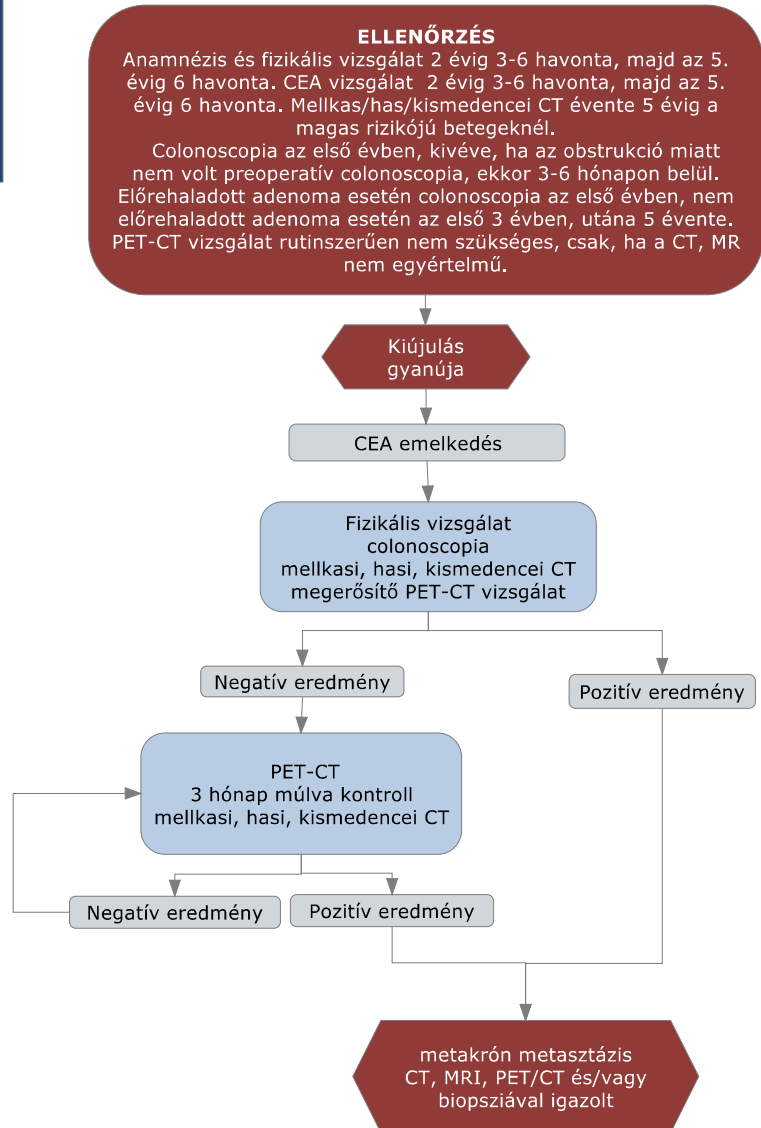 ELLENŐRZÉS
Anamnézis és fizikális vizsgálat 2 évig 3-6 havonta, majd az 5.
évig 6 havonta. CEA vizsgálat 2 évig 3-6 havonta, majd az 5.
évig 6 havonta. Mellkas/has/kismedencei CT évente 5 évig a
magas rizikójú betegeknél.
Colonoscopia az első évben, kivéve, ha az obstrukció miatt
nem volt preoperatív colonoscopia, ekkor 3-6 hónapon belül.
Előrehaladott adenoma esetén colonoscopia az első évben, nem
előrehaladott adenoma esetén az első 3 évben, utána 5 évente.
PET-CT vizsgálat rutinszerűen nem szükséges, csak, ha a CT, MR
nem egyértelmű.
Kiújulás
gyanúja
CEA emelkedés
Fizikális vizsgálat
colonoscopia
mellkasi, hasi, kismedencei CT
megerősítő PET-CT vizsgálat
Negatív eredmény
Pozitív eredmény
PET-CT
3 hónap múlva kontroll
mellkasi, hasi, kismedencei CT
Negatív eredmény
Pozitív eredmény
metakrón metasztázis
CT, MRI, PET/CT és/vagy
biopsziával igazolt